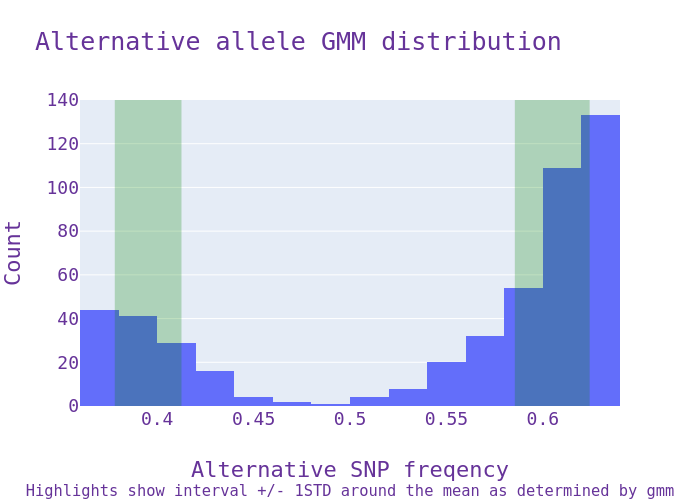 Alternative allele GMM distribution
140
120
100
80
60
40
20
0
Count
0.4 0.45 0.5 0.55 0.6
Alternative SNP freqency
Highlights show interval +/- 1STD around the mean as determined by gmm